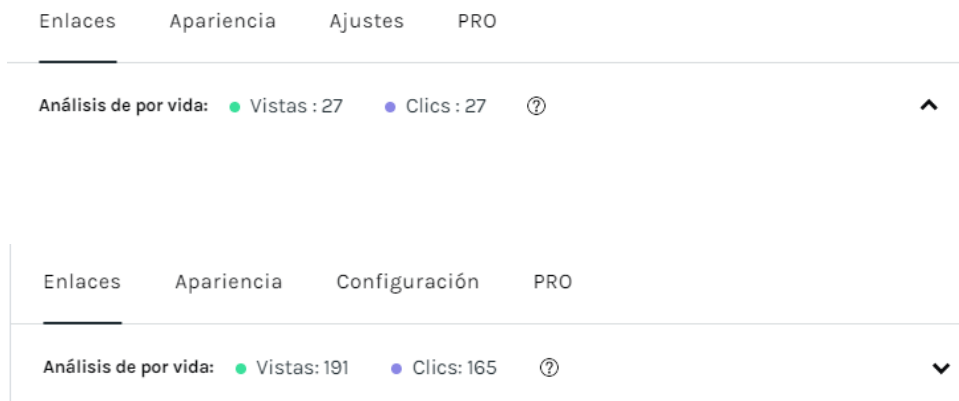 Enlaces Apariencia Ajustes PRO
Análisis de por vida: Vistas : 27 Clics : 27 ?
Enlaces Apariencia Configuración PRO
Análisis de por vida: Vistas: 191 Clics: 165 ?